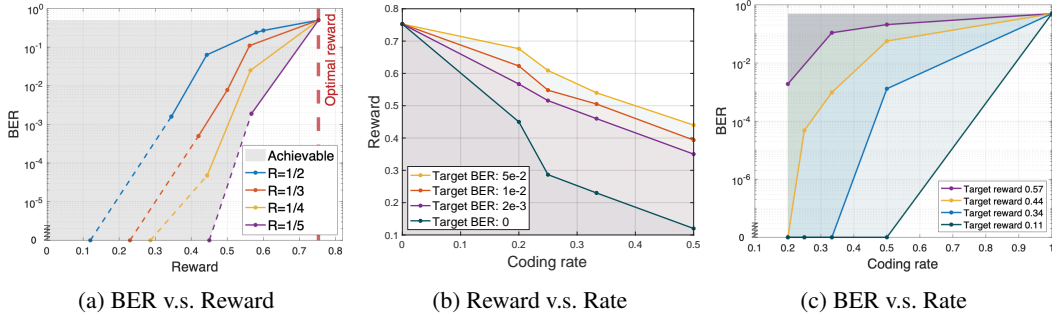 10^0
10^-1
10^-2
10^-3
10^-4
10^-5
0
BER
Optimal reward
Achievable
R=1/2
R=1/3
R=1/4
R=1/5
0 0.1 0.2 0.3 0.4 0.5 0.6 0.7 0.8
Reward
(a) BER v.s. Reward
0.8
0.7
0.6
0.5
0.4
0.3
0.2
0.1
Reward
Target BER: 5e-2
Target BER: 1e-2
Target BER: 2e-3
Target BER: 0
0 0.1 0.2 0.3 0.4 0.5
Coding rate
(b) Reward v.s. Rate
10^0
10^-2
10^-4
10^-6
0
BER
Target reward 0.57
Target reward 0.44
Target reward 0.34
Target reward 0.11
0.1 0.2 0.3 0.4 0.5 0.6 0.7 0.8 0.9 1
Coding rate
(c) BER v.s. Rate